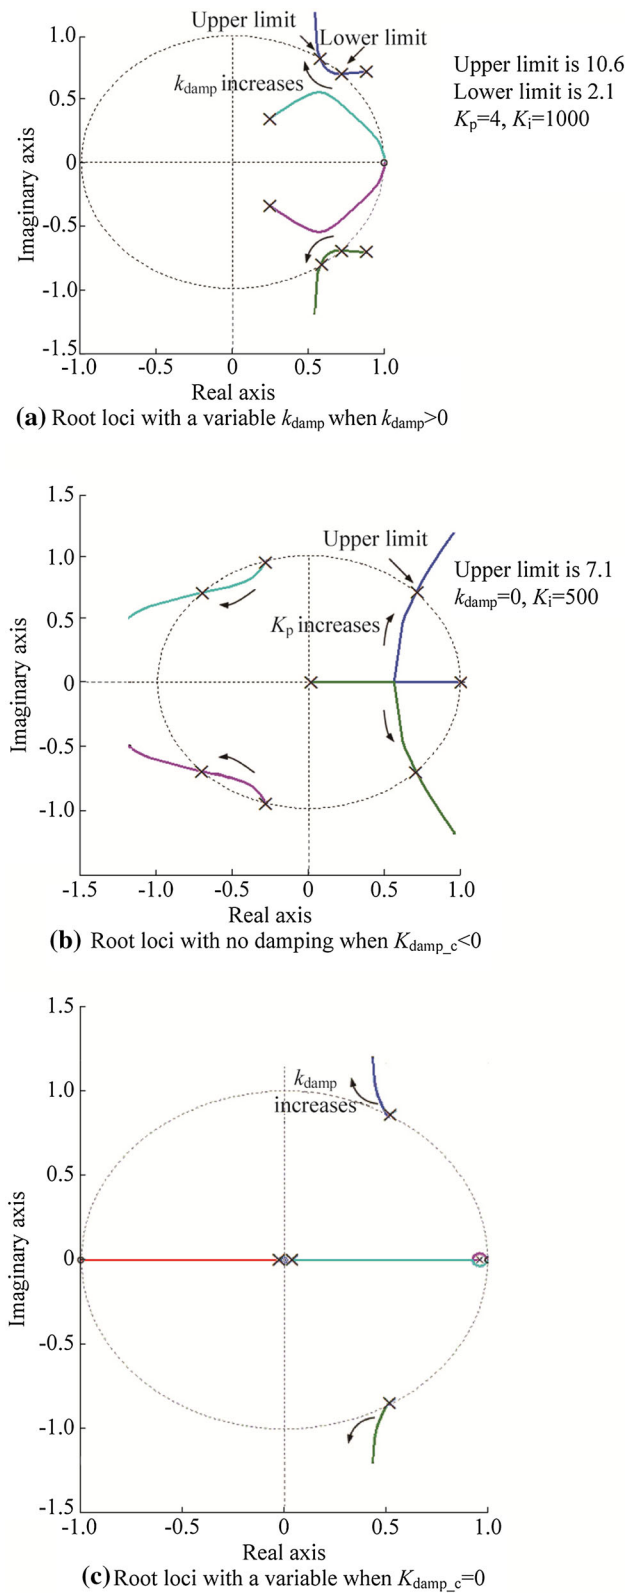 Upper limit
Lower limit
k_damp increases
Upper limit is 10.6
Lower limit is 2.1
K_p=4, K_i=1000
Imaginary axis
1.0
0.5
0
-0.5
-1.0
-1.5
-1.0
-0.5
0
0.5
1.0
Real axis
(a) Root loci with a variable k_damp when k_damp>0
1.5
Upper limit
Upper limit is 7.1
k_damp=0, K_i=500
K_p increases
Imaginary axis
1.0
0.5
0
-0.5
-1.0
-1.5
-1.0
-0.5
0
0.5
1.0
Real axis
(b) Root loci with no damping when K_damp_c<0
1.5
k_damp
increases
Imaginary axis
1.0
0.5
0
-0.5
-1.0
-1.5
-1.0
-0.5
0
0.5
1.0
Real axis
(c) Root loci with a variable when K_damp_c=0